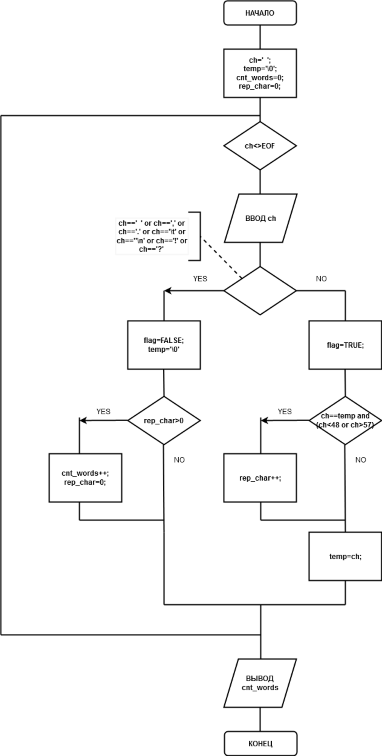 НАЧАЛО
ch=' ';
temp='\0';
cnt_words=0;
rep_char=0;
ch<>EOF
ВВОД ch
ch==' ' or ch==',' or
ch=='.' or ch=='\t' or
ch=='\n' or ch=='!' or
ch=='?'
YES
NO
flag=FALSE;
temp='\0'
flag=TRUE;
YES
rep_char>0
NO
YES
ch==temp and
(ch<48 or ch>57)
NO
cnt_words++;
rep_char=0;
rep_char++;
temp=ch;
ВЫВОД
cnt_words
КОНЕЦ